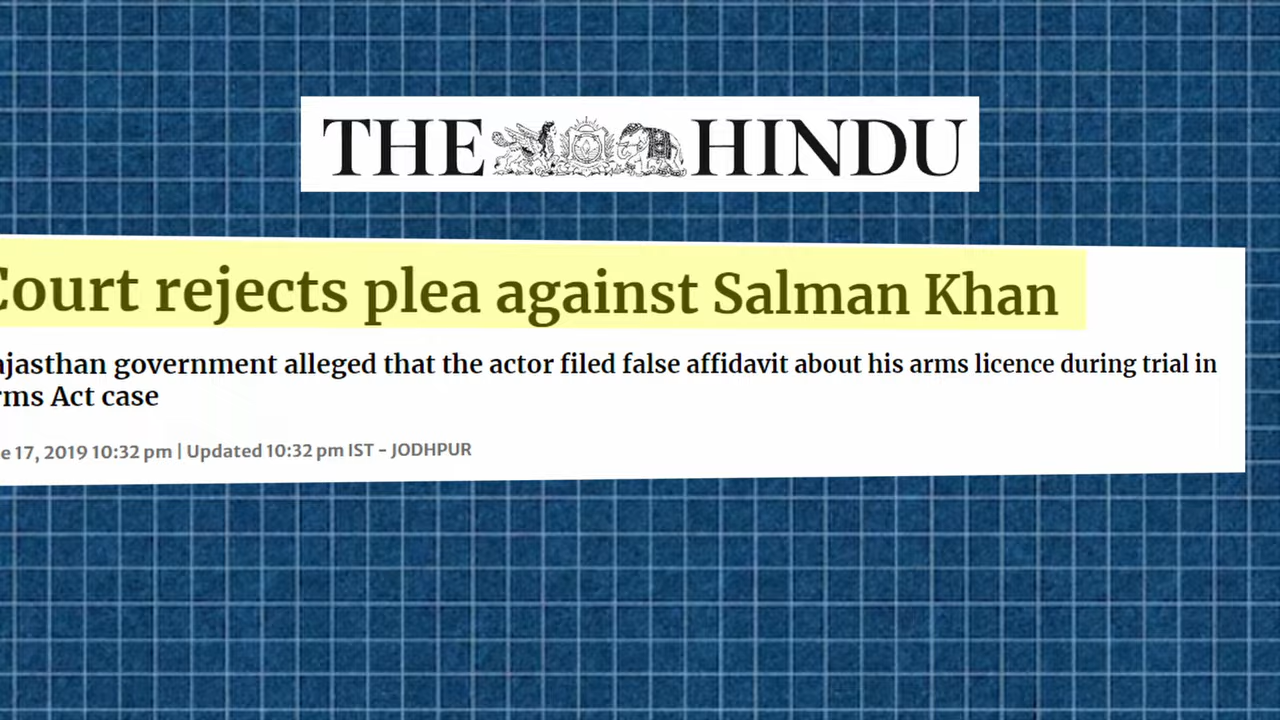 THE HINDU
Court rejects plea against Salman Khan
ajasthan government alleged that the actor filed false affidavit about his arms licence during trial in
rms Act case
e 17, 2019 10:32 pm | Updated 10:32 pm IST - JODHPUR